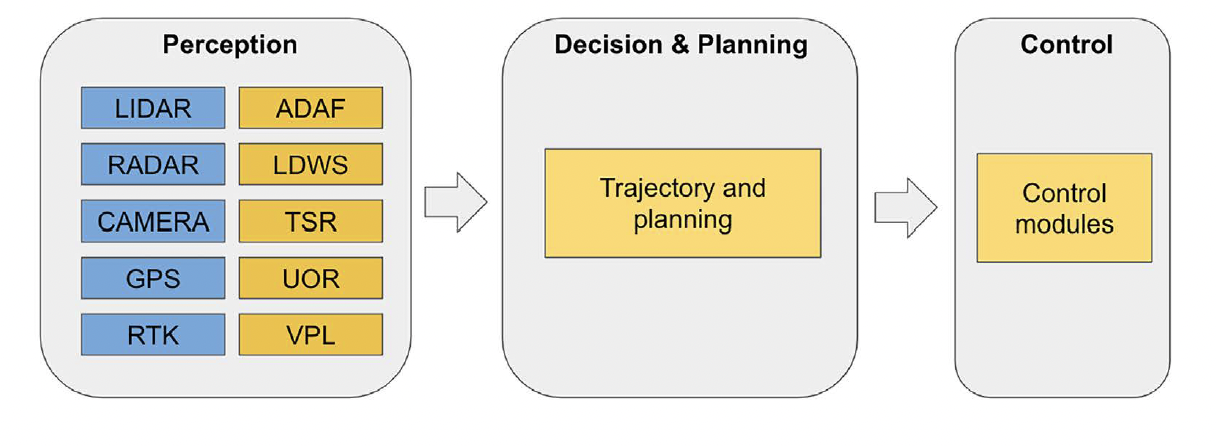 Perception
LIDAR
ADAF
RADAR
LDWS
CAMERA
TSR
GPS
UOR
RTK
VPL
Decision & Planning
Trajectory and
planning
Control
Control
modules